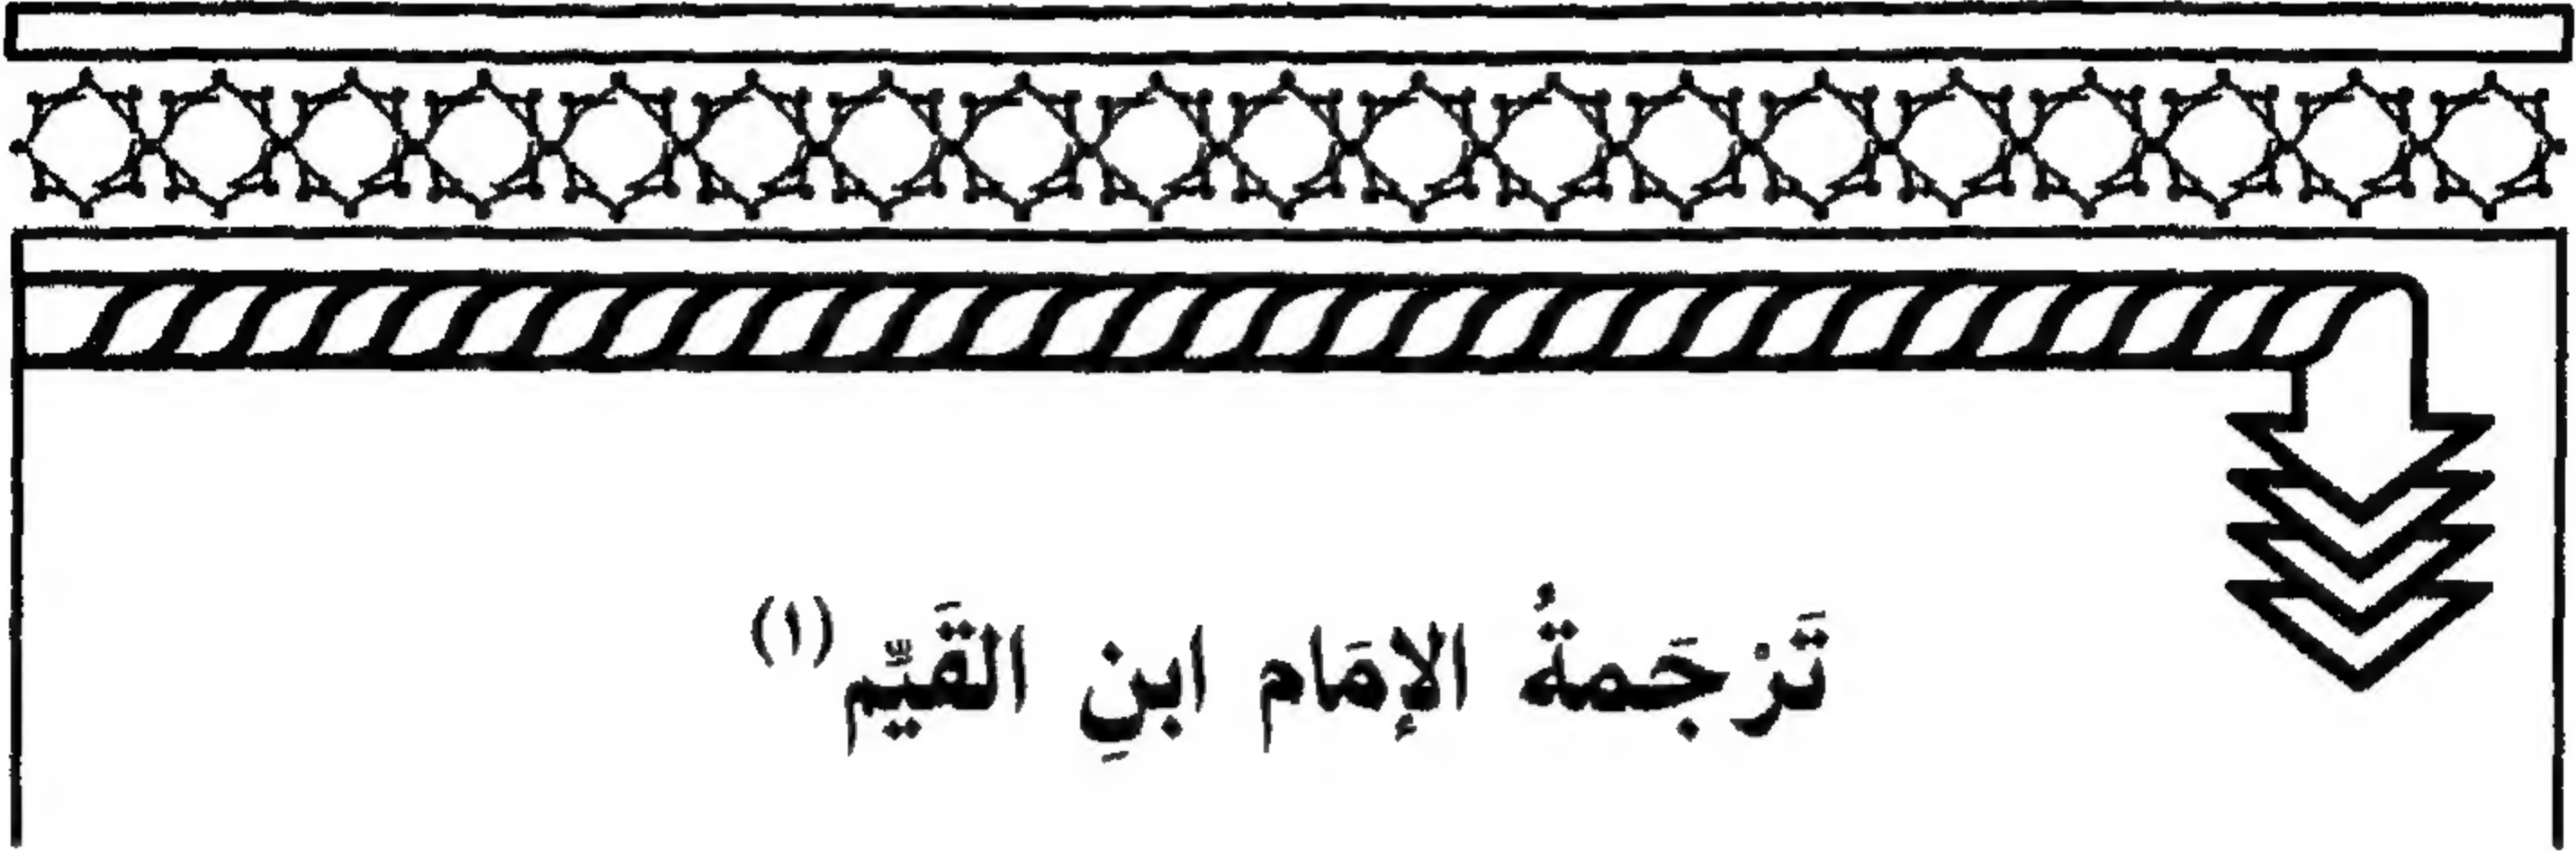 تَرْجَمةُ الإمَام ابنِ القَيِّم (١)